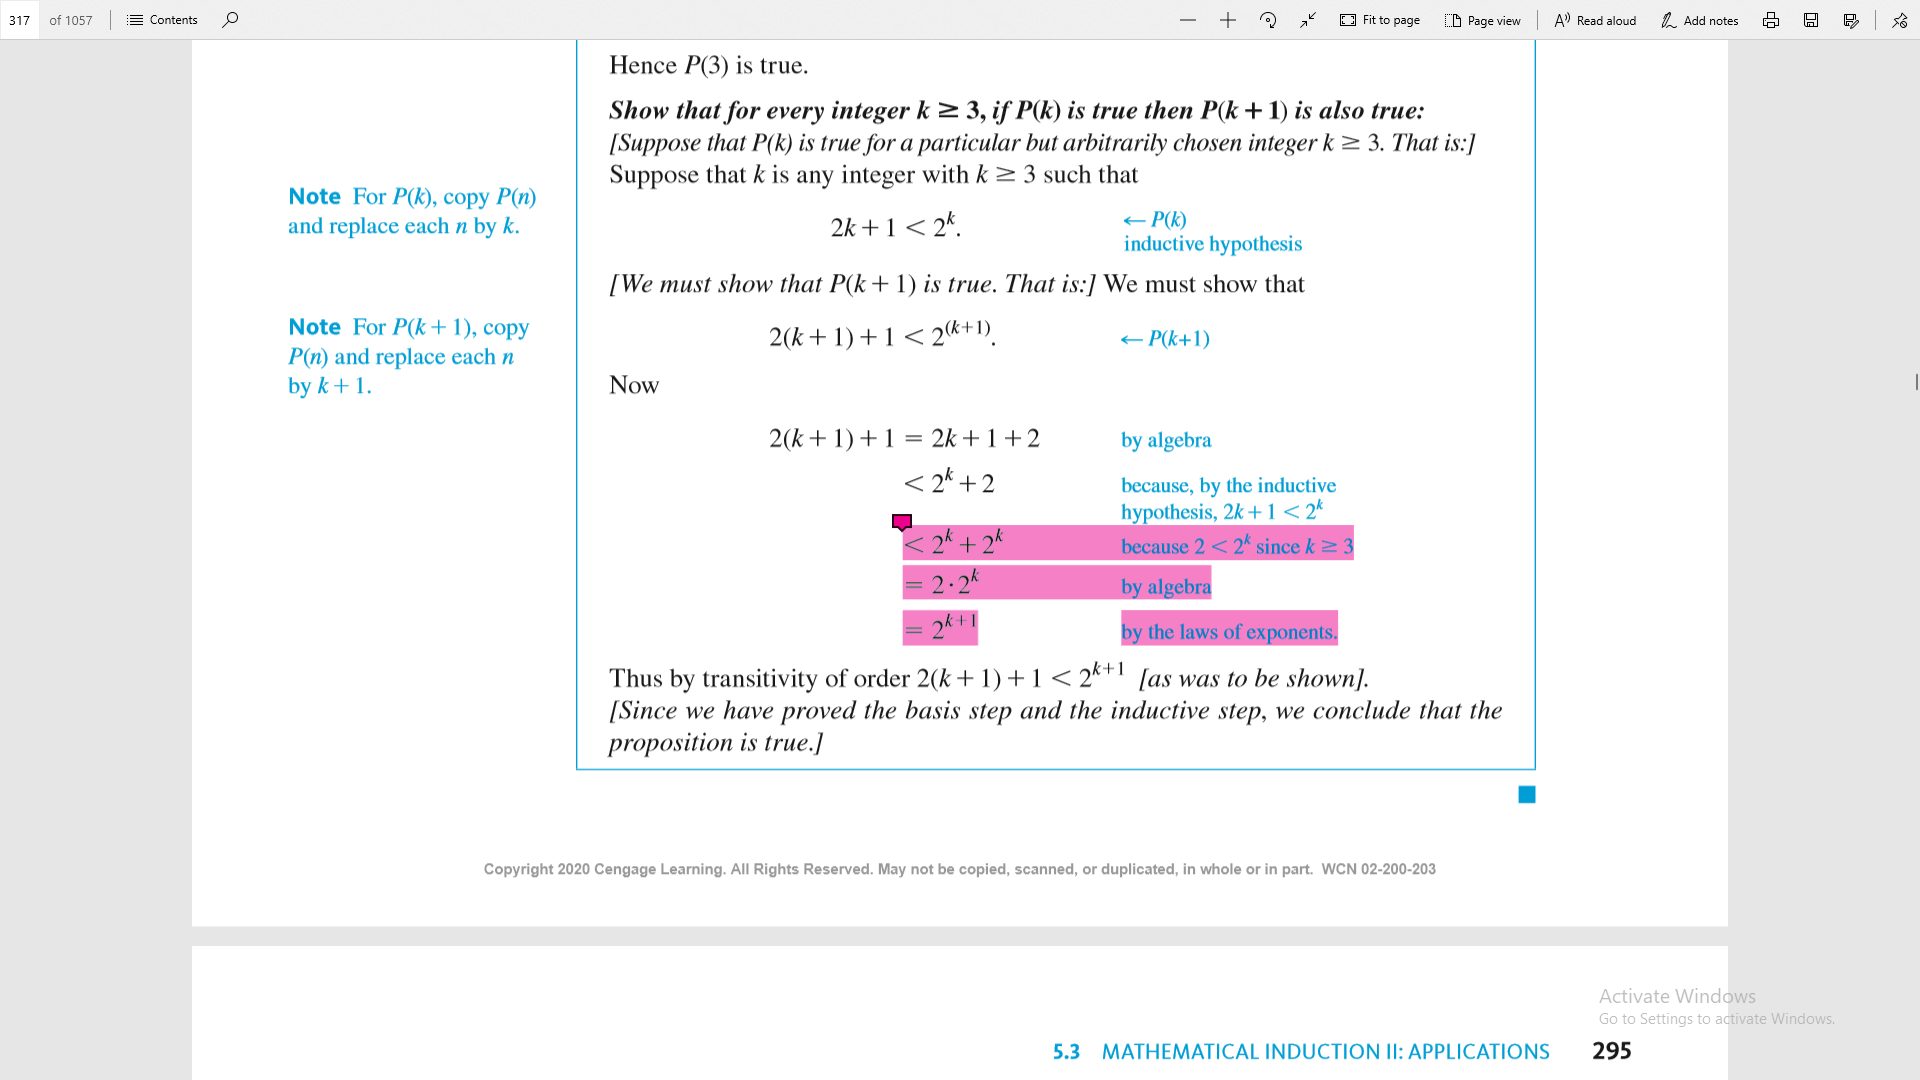 317 of 1057 Contents Fit to page Page view Read aloud Add notes
Hence P(3) is true.
Show that for every integer k ≥ 3, if P(k) is true then P(k + 1) is also true:
[Suppose that P(k) is true for a particular but arbitrarily chosen integer k ≥ 3. That is:]
Suppose that k is any integer with k ≥ 3 such that
Note For P(k), copy P(n)
and replace each n by k.
2k + 1 < 2^k. ← P(k)
inductive hypothesis
[We must show that P(k + 1) is true. That is:] We must show that
Note For P(k + 1), copy
P(n) and replace each n
by k + 1.
2(k + 1) + 1 < 2^(k+1). ← P(k+1)
Now
2(k + 1) + 1 = 2k + 1 + 2 by algebra
< 2^k + 2 because, by the inductive
hypothesis, 2k + 1 < 2^k
< 2^k + 2^k because 2 < 2^k since k ≥ 3
= 2 · 2^k by algebra
= 2^k+1 by the laws of exponents.
Thus by transitivity of order 2(k + 1) + 1 < 2^k+1 [as was to be shown].
[Since we have proved the basis step and the inductive step, we conclude that the
proposition is true.]
Copyright 2020 Cengage Learning. All Rights Reserved. May not be copied, scanned, or duplicated, in whole or in part. WCN 02-200-203
Activate Windows
Go to Settings to activate Windows.
5.3 MATHEMATICAL INDUCTION II: APPLICATIONS 295